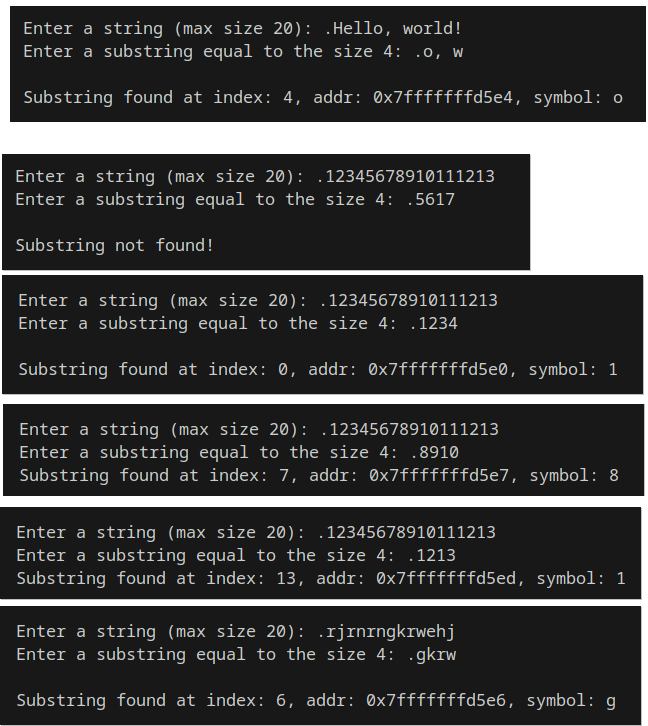 Enter a string (max size 20): .Hello, world!
Enter a substring equal to the size 4: .o, w
Substring found at index: 4, addr: 0x7fffffffd5e4, symbol: o
Enter a string (max size 20): .12345678910111213
Enter a substring equal to the size 4: .5617
Substring not found!
Enter a string (max size 20): .12345678910111213
Enter a substring equal to the size 4: .1234
Substring found at index: 0, addr: 0x7fffffffd5e0, symbol: 1
Enter a string (max size 20): .12345678910111213
Enter a substring equal to the size 4: .8910
Substring found at index: 7, addr: 0x7fffffffd5e7, symbol: 8
Enter a string (max size 20): .12345678910111213
Enter a substring equal to the size 4: .1213
Substring found at index: 13, addr: 0x7fffffffd5ed, symbol: 1
Enter a string (max size 20): .rjrnrngkrwehj
Enter a substring equal to the size 4: .gkrw
Substring found at index: 6, addr: 0x7fffffffd5e6, symbol: g